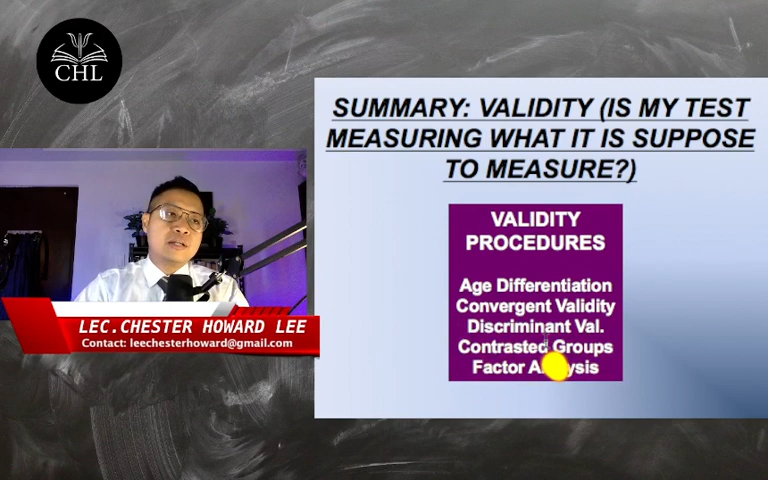 CHL
SUMMARY: VALIDITY (IS MY TEST
MEASURING WHAT IT IS SUPPOSE
TO MEASURE?)
VALIDITY
PROCEDURES
Age Differentiation
Convergent Validity
Discriminant Val.
Contrasted Groups
Factor
LEC.CHESTER HOWARD LEE
Contact: leechesterhoward@gmail.com